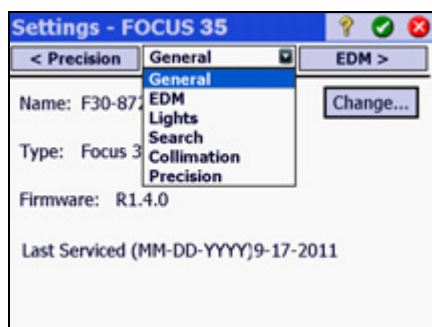 Settings - FOCUS 35
< Precision General EDM >
General
EDM
Lights
Search
Collimation
Precision
Name: F30-87
Change...
Type: Focus 3
Firmware: R1.4.0
Last Serviced (MM-DD-YYYY)9-17-2011